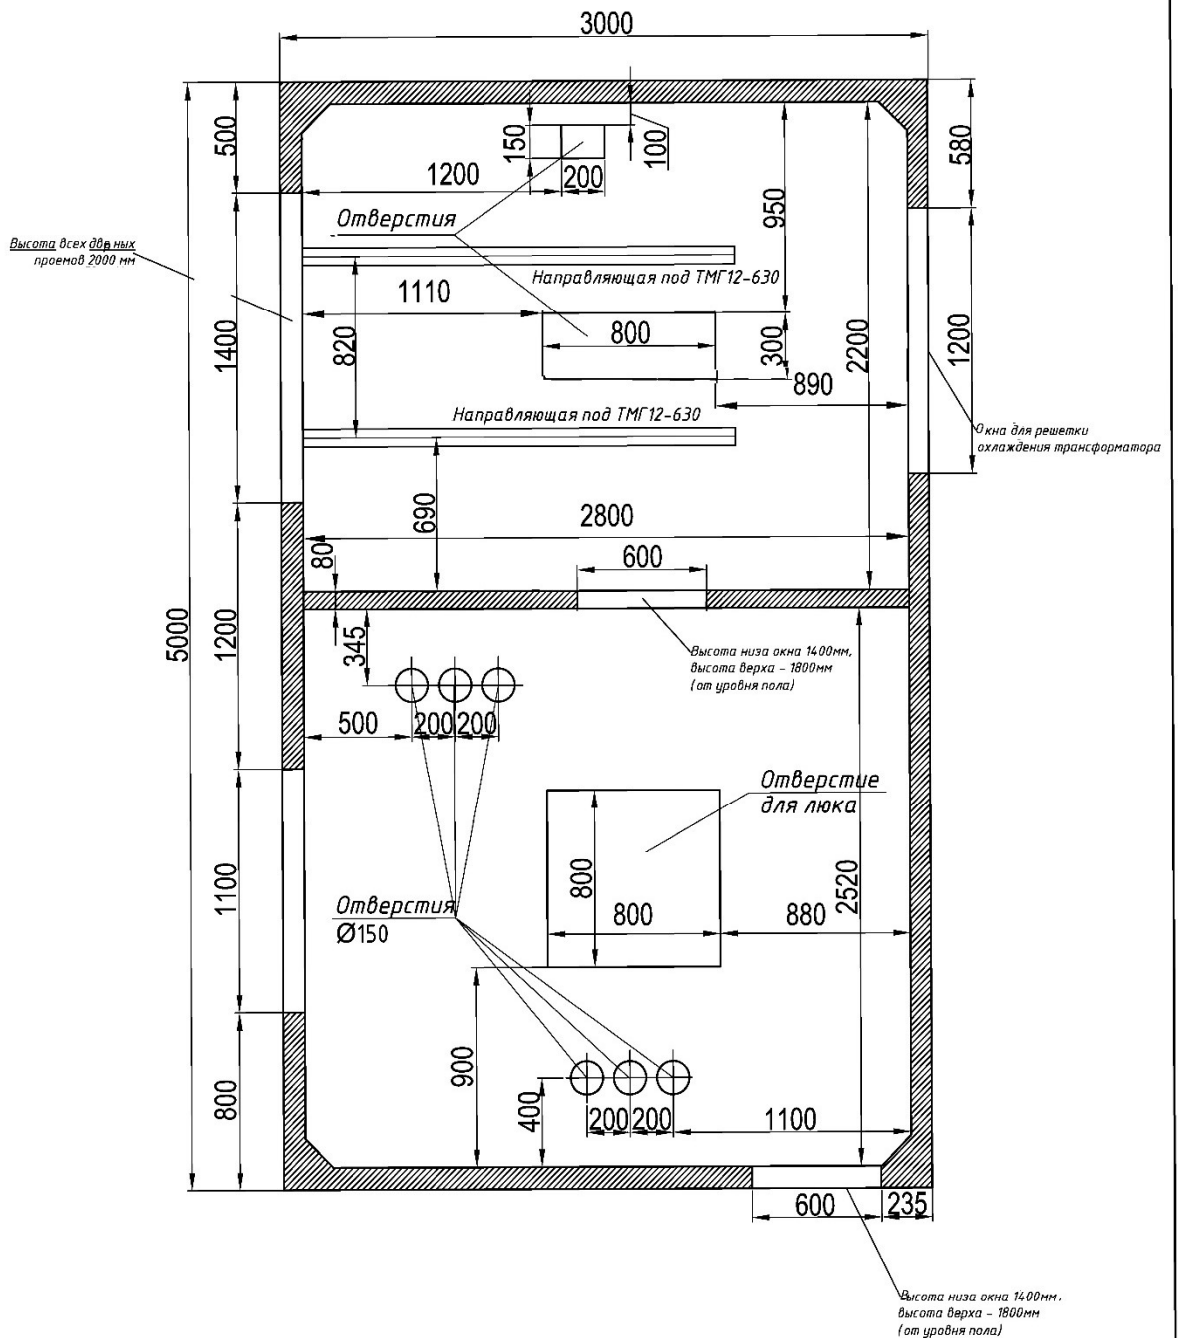 3000
500
150
100
580
1200
200
950
Отверстия
Высота всех дверных
проемов 2000 мм
Направляющая под ТМГ12-630
1110
1400
820
800
300
2200
1200
890
Направляющая под ТМГ12-630
Окна для решетки
охлаждения трансформатора
690
2800
80
600
5000
1200
345
Высота низа окна 1400мм,
высота верха - 1800мм
(от уровня пола)
500
200
200
Отверстие
для люка
1100
800
2520
Отверстия
Ø150
800
880
900
800
400
200
200
1100
600
235
Высота низа окна 1400мм,
высота верха - 1800мм
(от уровня пола)